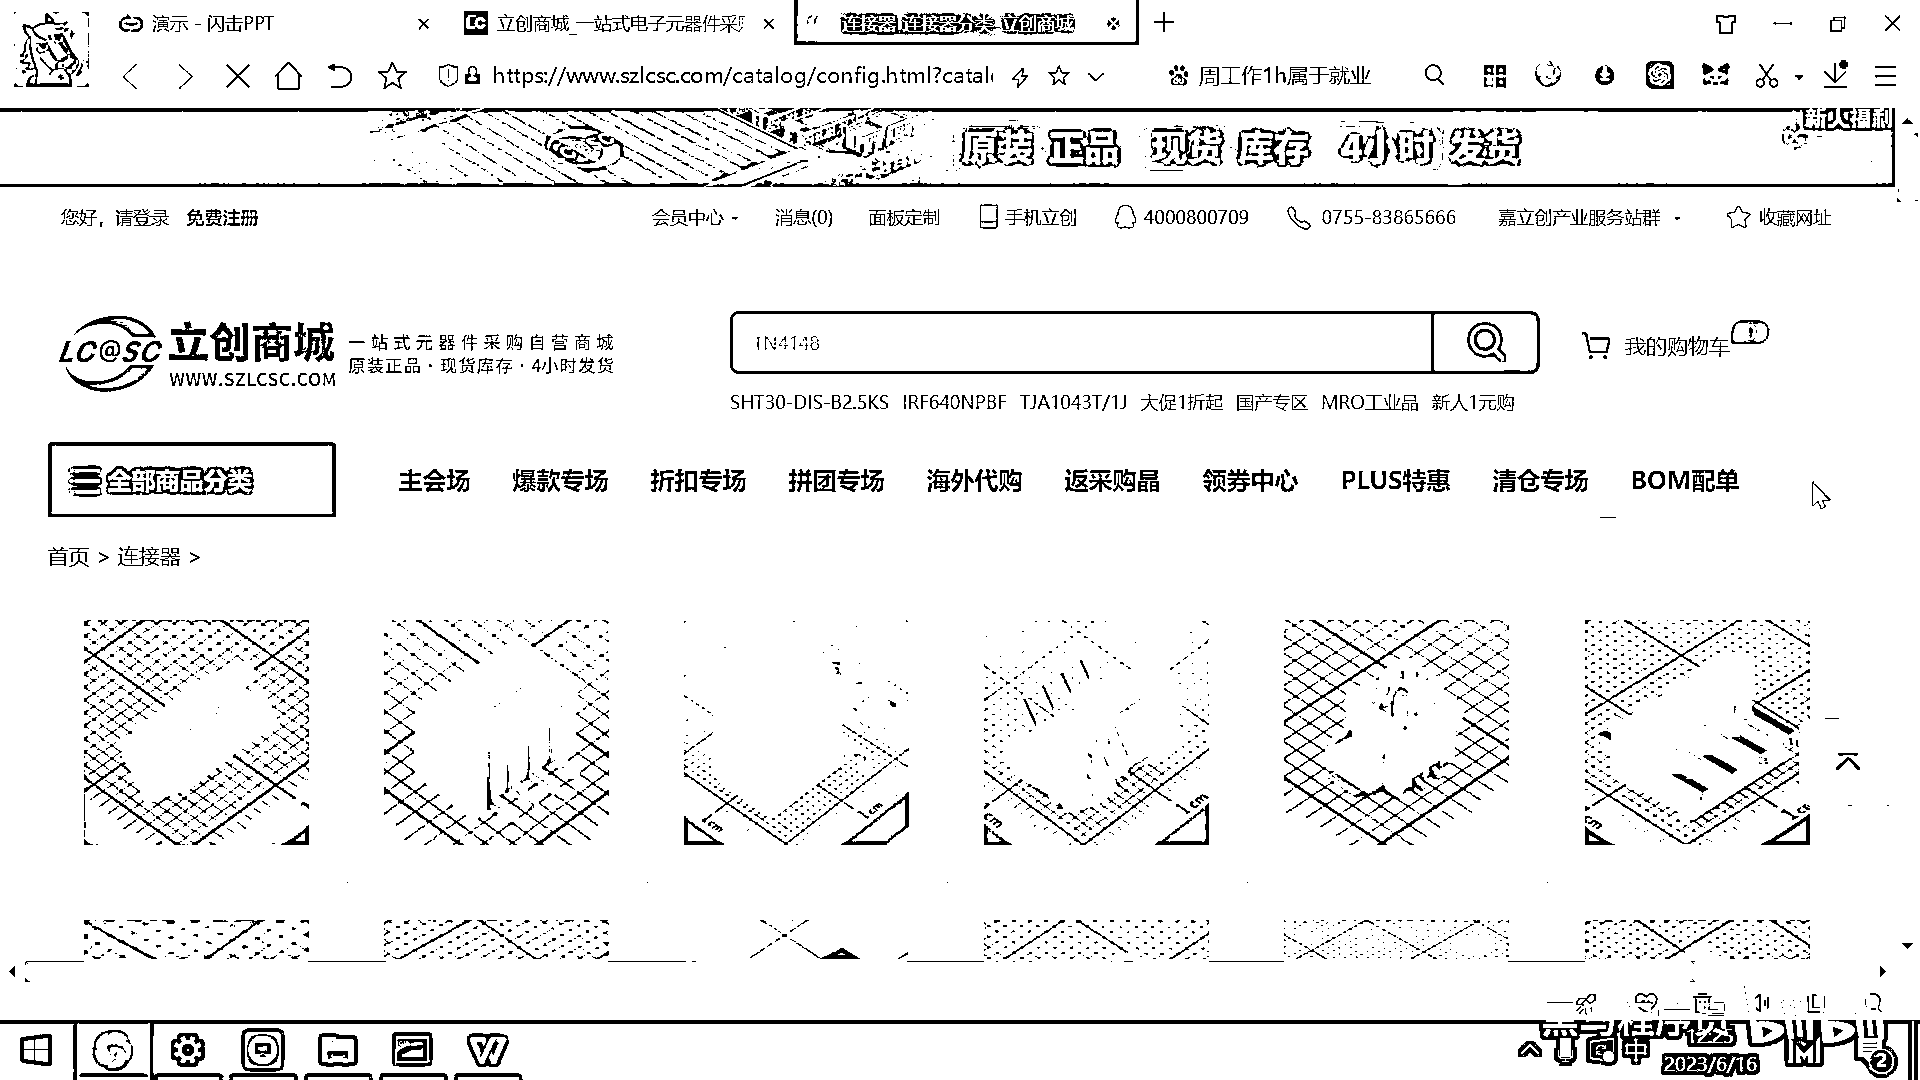 演示 - 闪击PPT
立创商城_一站式电子元器件采购
连接器,连接器分类-立创商城
https://www.szlcsc.com/catalog/config.html?catal
周工作1h属于就业
原装 正品 现货 库存 4小时 发货
新人福利
您好，请登录 免费注册
会员中心 消息(0) 面板定制 手机立创 4000800709 0755-83865666 嘉立创产业服务站群 收藏网址
LC@SC 立创商城
WWW.SZLCSC.COM
一站式元器件采购自营商城
原装正品·现货库存·4小时发货
1N4148
我的购物车
SHT30-DIS-B2.5KS IRF640NPBF TJA1043T/1J 大促1折起 国产专区 MRO工业品 新人1元购
全部商品分类 主会场 爆款专场 折扣专场 拼团专场 海外代购 返采购晶 领券中心 PLUS特惠 清仓专场 BOM配单
首页 > 连接器 >
1cm
1cm
cm
1cm
cm
中
2023/6/16
2